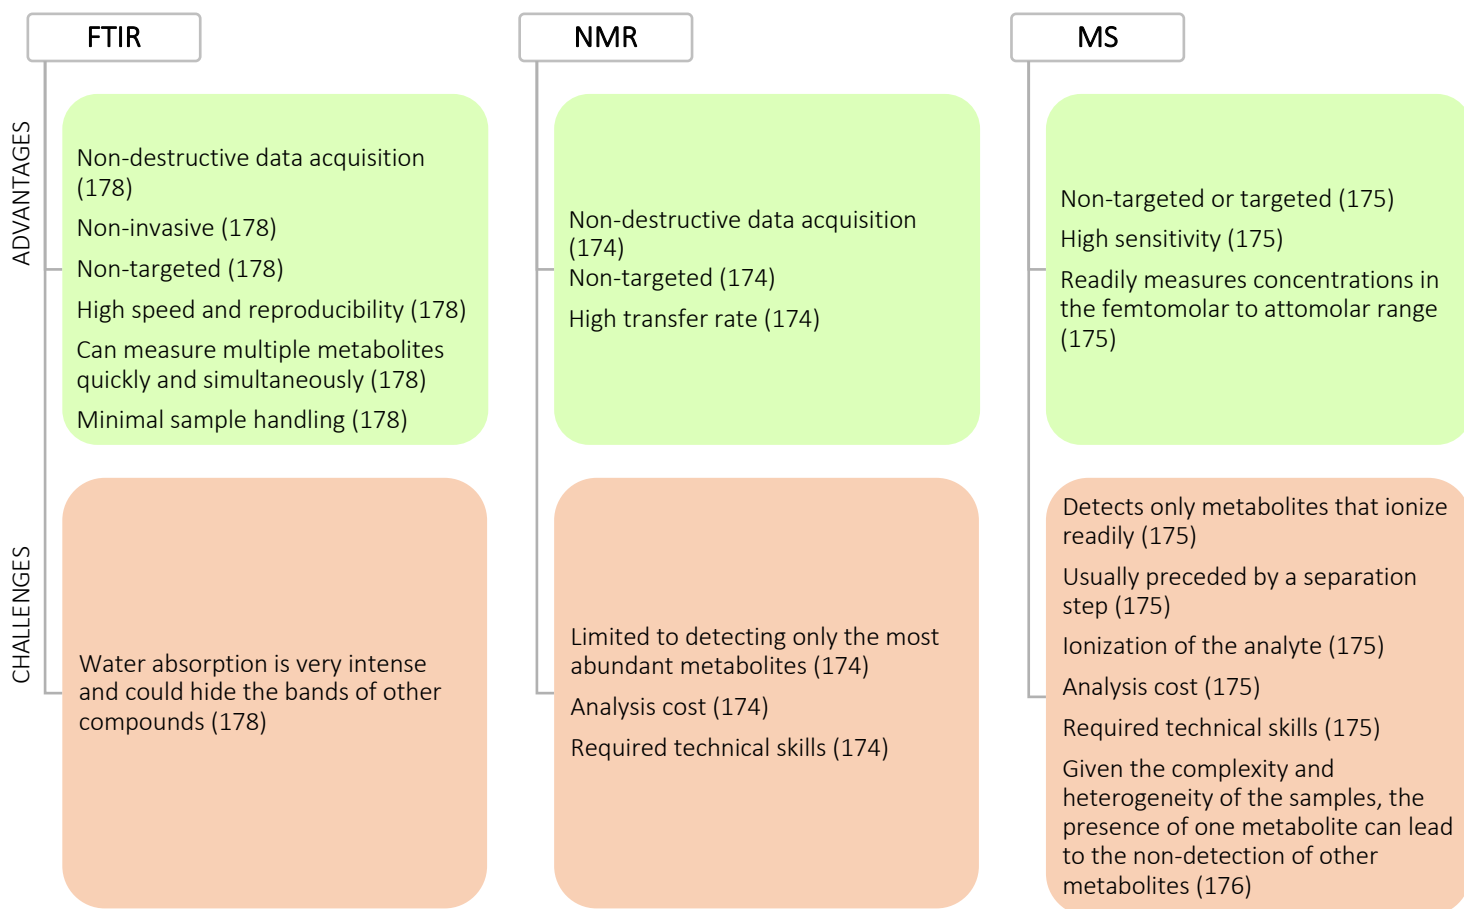 FTIR
NMR
MS
ADVANTAGES
Non-destructive data acquisition
(178)
Non-invasive (178)
Non-targeted (178)
High speed and reproducibility (178)
Can measure multiple metabolites
quickly and simultaneously (178)
Minimal sample handling (178)
Non-destructive data acquisition
(174)
Non-targeted (174)
High transfer rate (174)
Non-targeted or targeted (175)
High sensitivity (175)
Readily measures concentrations in
the femtomolar to attomolar range
(175)
CHALLENGES
Water absorption is very intense
and could hide the bands of other
compounds (178)
Limited to detecting only the most
abundant metabolites (174)
Analysis cost (174)
Required technical skills (174)
Detects only metabolites that ionize
readily (175)
Usually preceded by a separation
step (175)
Ionization of the analyte (175)
Analysis cost (175)
Required technical skills (175)
Given the complexity and
heterogeneity of the samples, the
presence of one metabolite can lead
to the non-detection of other
metabolites (176)